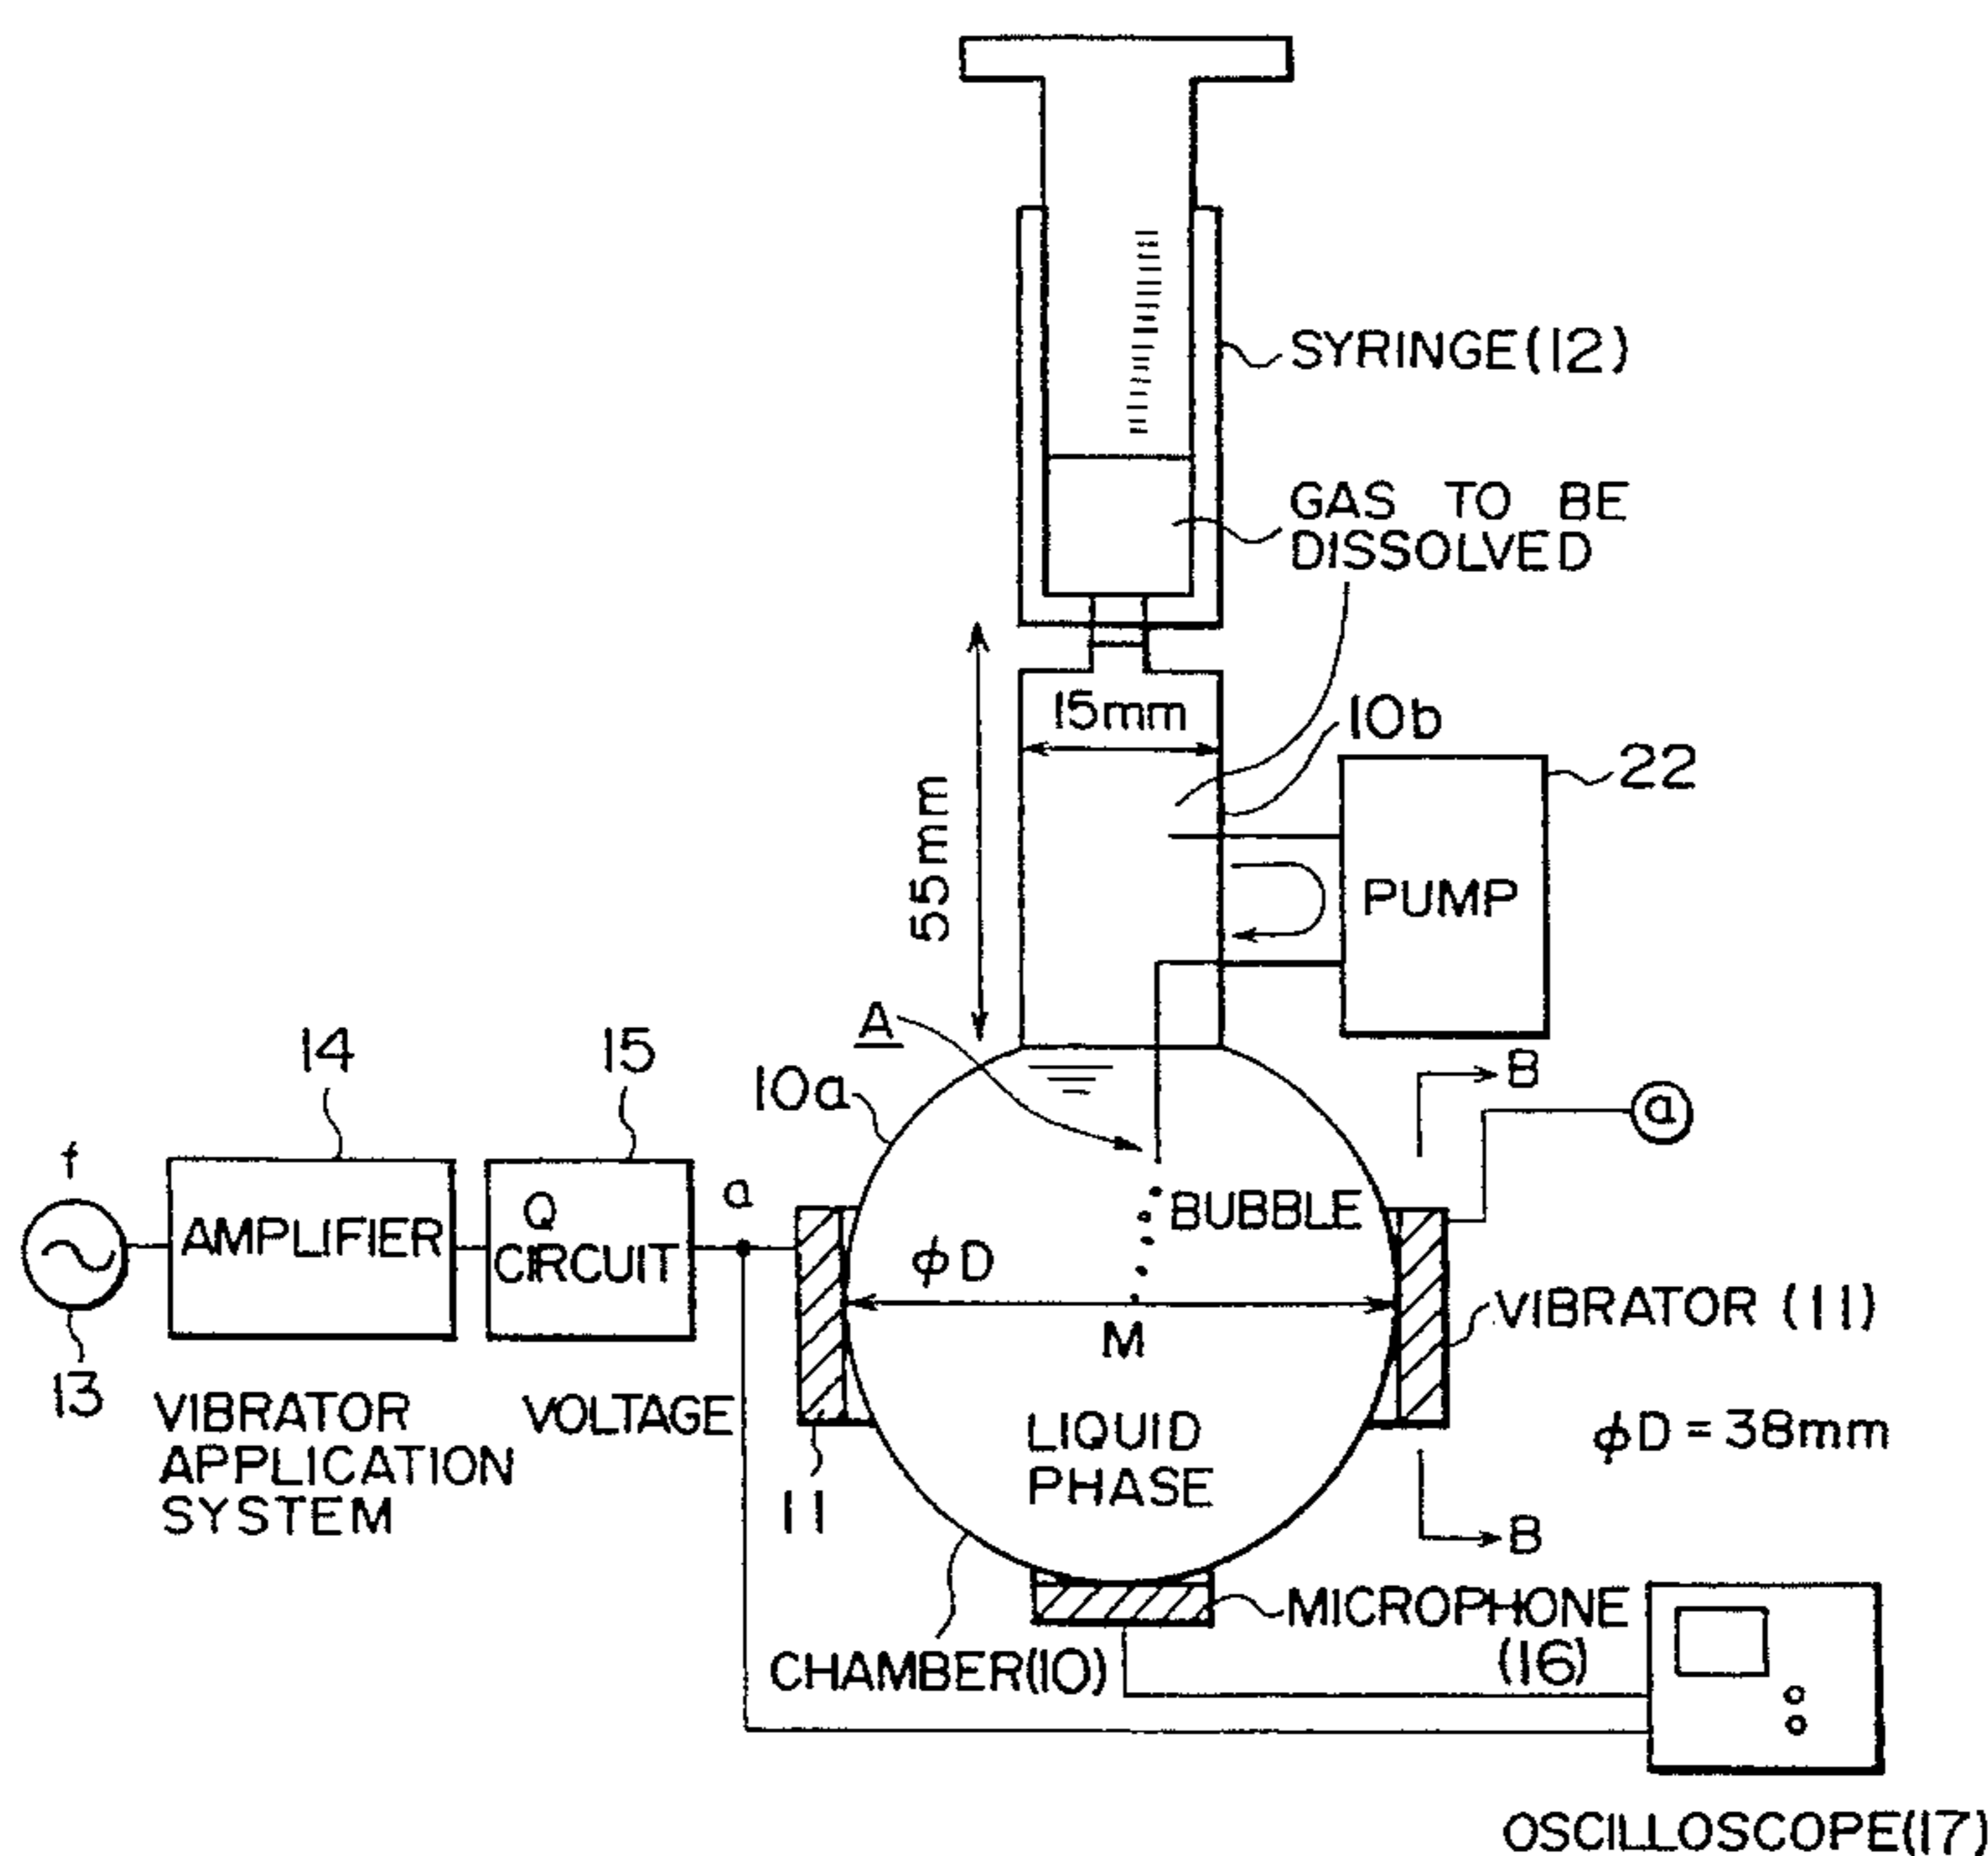 SYRINGE(12)
GAS TO BE
DISSOLVED
15mm
10b
22
55mm
PUMP
A
14
15
10a
B
a
f
AMPLIFIER
Q
CIRCUIT
a
BUBBLE
φD
VIBRATOR (11)
M
13
VIBRATOR
APPLICATION
SYSTEM
VOLTAGE
LIQUID
PHASE
φD = 38mm
11
B
MICROPHONE
(16)
CHAMBER(10)
OSCILLOSCOPE(17)